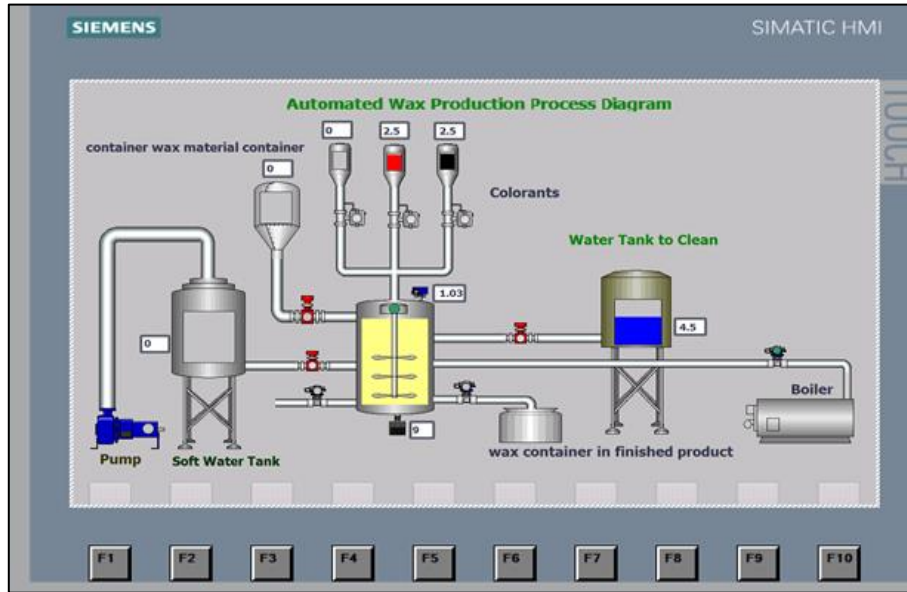 SIEMENS
SIMATIC HMI
TOUCH
Automated Wax Production Process Diagram
0
2.5
2.5
container wax material container
0
Colorants
Water Tank to Clean
1.03
4.5
0
Boiler
9
wax container in finished product
Pump
Soft Water Tank
F1
F2
F3
F4
F5
F6
F7
F8
F9
F10